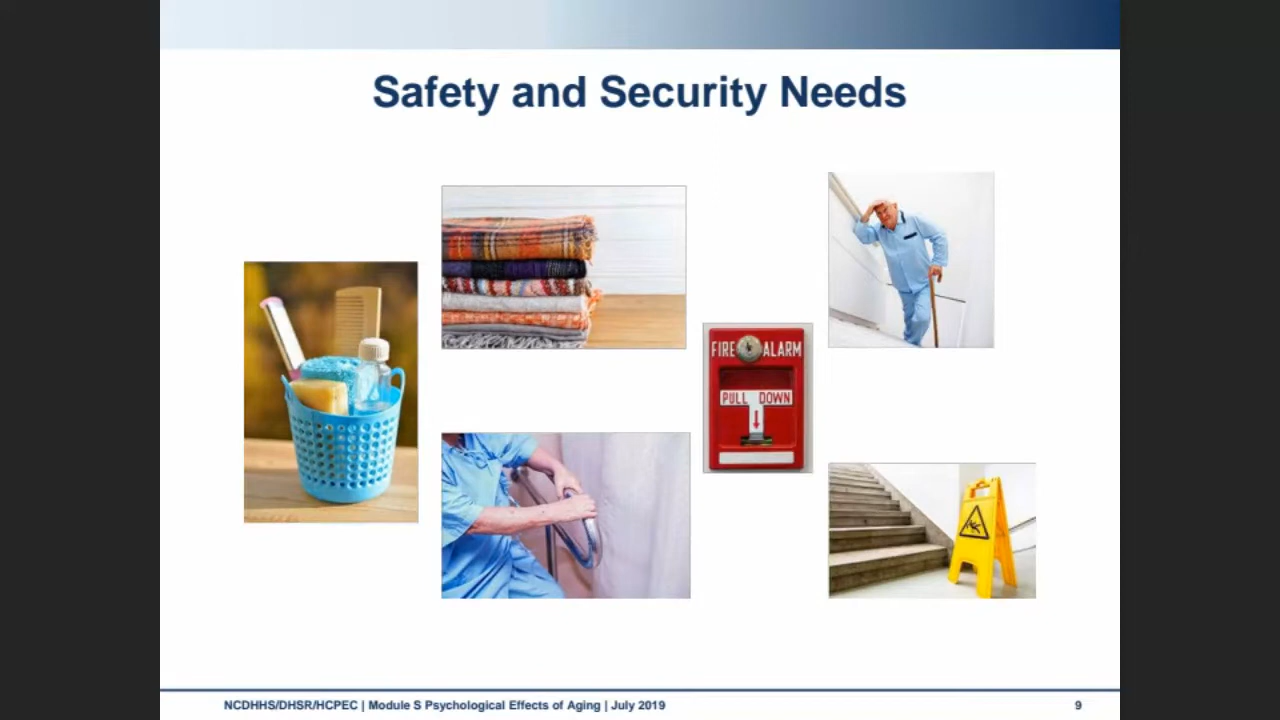 Safety and Security Needs
FIRE ALARM
PULL DOWN
NCDHHS/DHSR/HCPEC | Module S Psychological Effects of Aging | July 2019
9